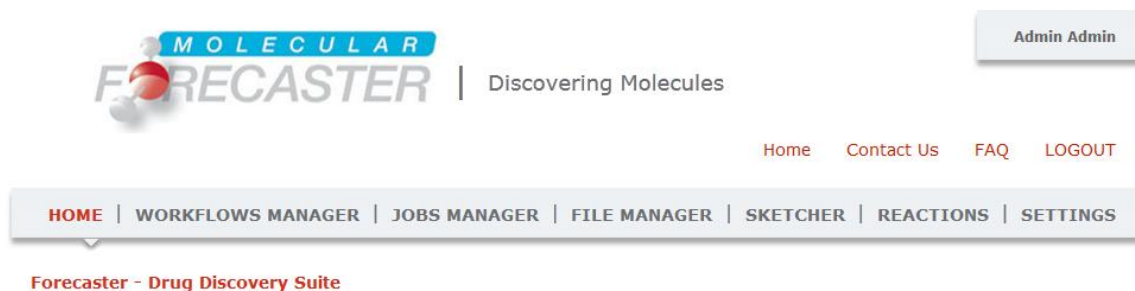 Admin Admin
MOLECULAR
FORECASTER | Discovering Molecules
Home Contact Us FAQ LOGOUT
HOME | WORKFLOWS MANAGER | JOBS MANAGER | FILE MANAGER | SKETCHER | REACTIONS | SETTINGS
Forecaster - Drug Discovery Suite